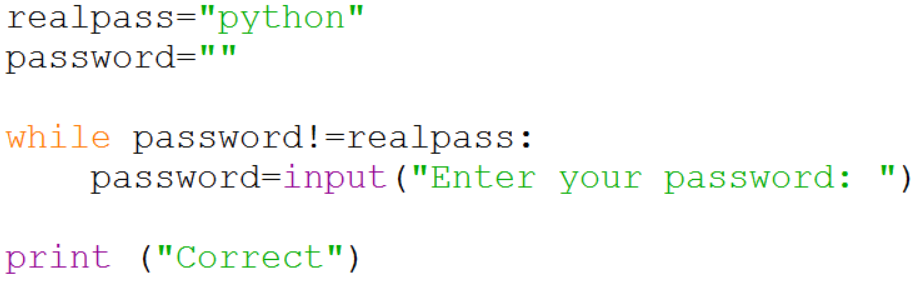 realpass="python"
password=""
while password!=realpass:
    password=input("Enter your password: ")
print ("Correct")